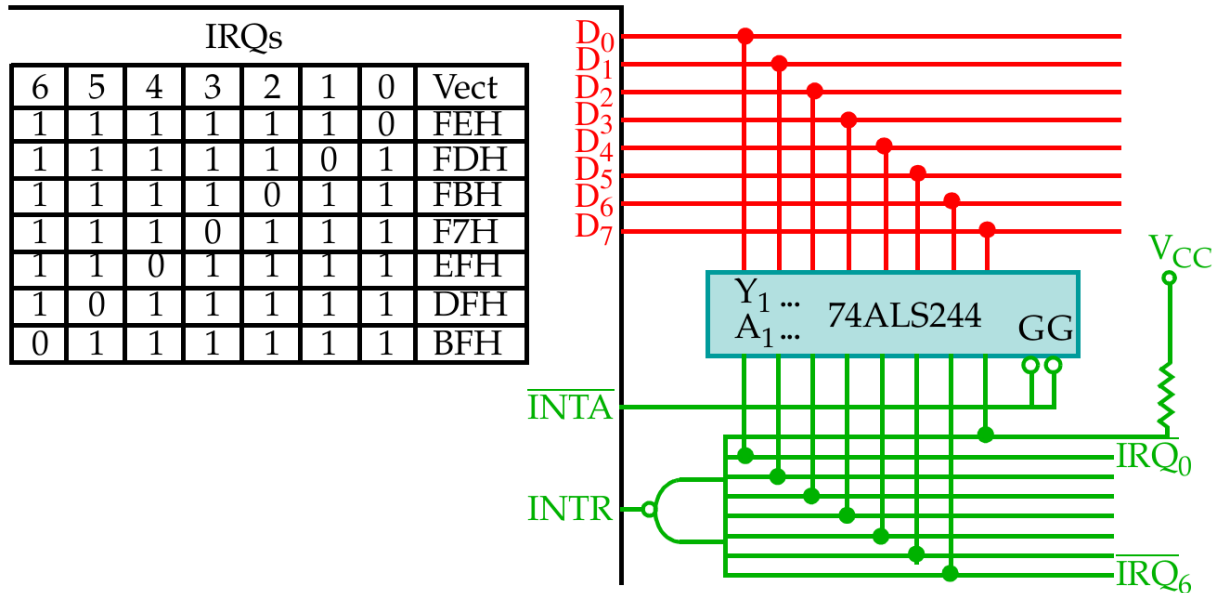 IRQs
6 5 4 3 2 1 0 Vect
1 1 1 1 1 1 0 FEH
1 1 1 1 1 0 1 FDH
1 1 1 1 0 1 1 FBH
1 1 1 0 1 1 1 F7H
1 1 0 1 1 1 1 EFH
1 0 1 1 1 1 1 DFH
0 1 1 1 1 1 1 BFH
D0
D1
D2
D3
D4
D5
D6
D7
VCC
Y1 ...
74ALS244
A1 ...
GG
INTA
IRQ0
INTR
IRQ6